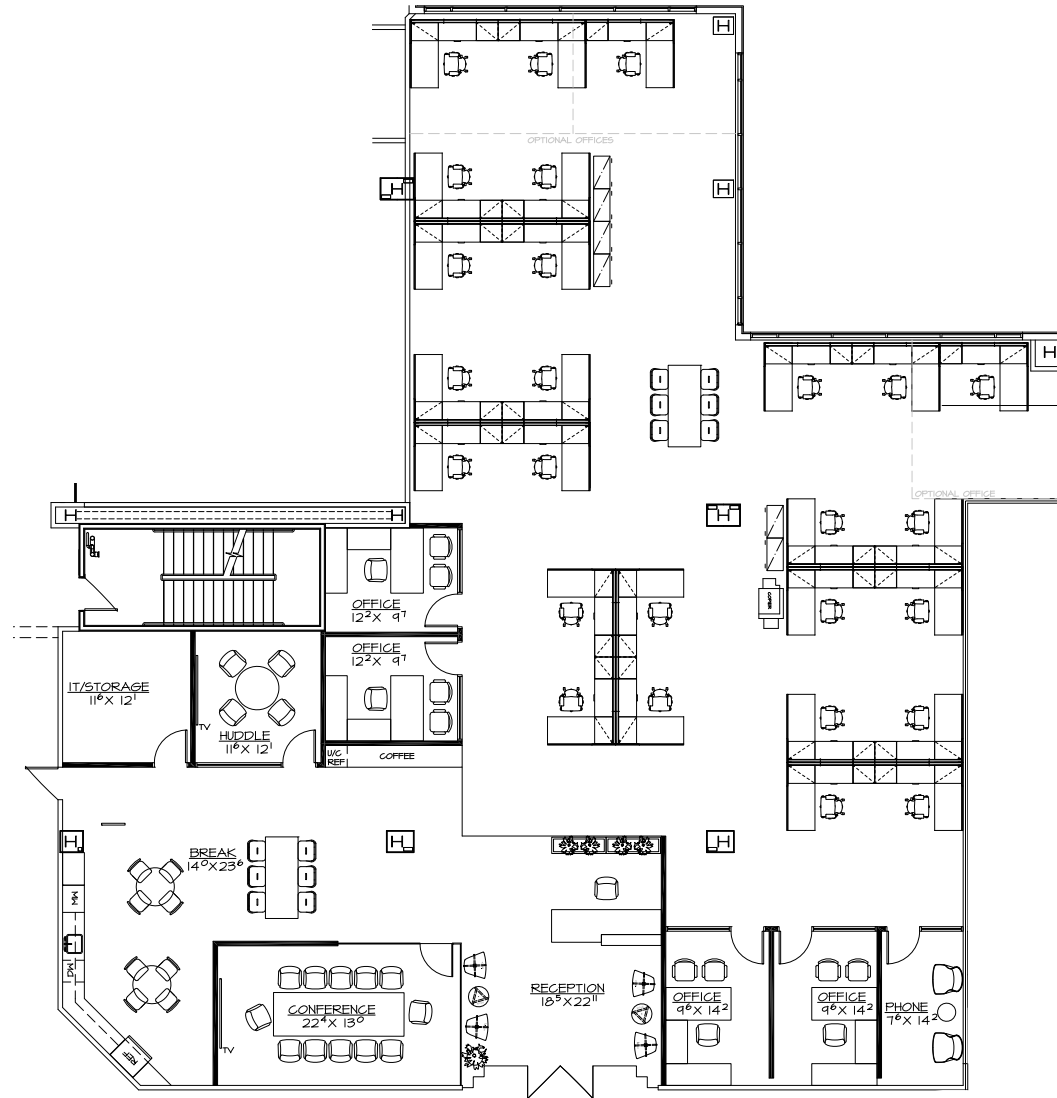 OPTIONAL OFFICES
H
H
H
H
OPTIONAL OFFICE
H
H
H
OFFICE
12² X 9⁷
COPIER
OFFICE
12² X 9⁷
IT/STORAGE
11⁶ X 12¹
TV
HUDDLE
11⁶ X 12¹
U/C
REF
COFFEE
H
H
H
BREAK
14⁰ X 23⁶
MW
DW
REF
CONFERENCE
22⁴ X 13⁰
TV
RECEPTION
18⁵ X 22¹¹
OFFICE
9⁶ X 14²
OFFICE
9⁶ X 14²
PHONE
7⁶ X 14²